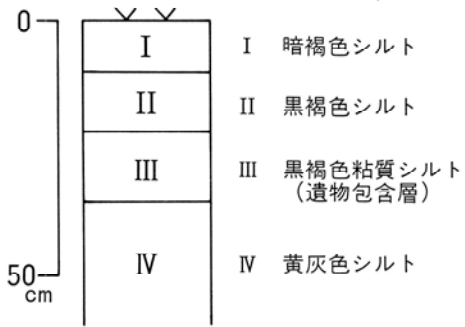 0
I
I 暗褐色シルト
II
II 黒褐色シルト
III
III 黒褐色粘質シルト
(遺物包含層)
IV
IV 黄灰色シルト
50
cm